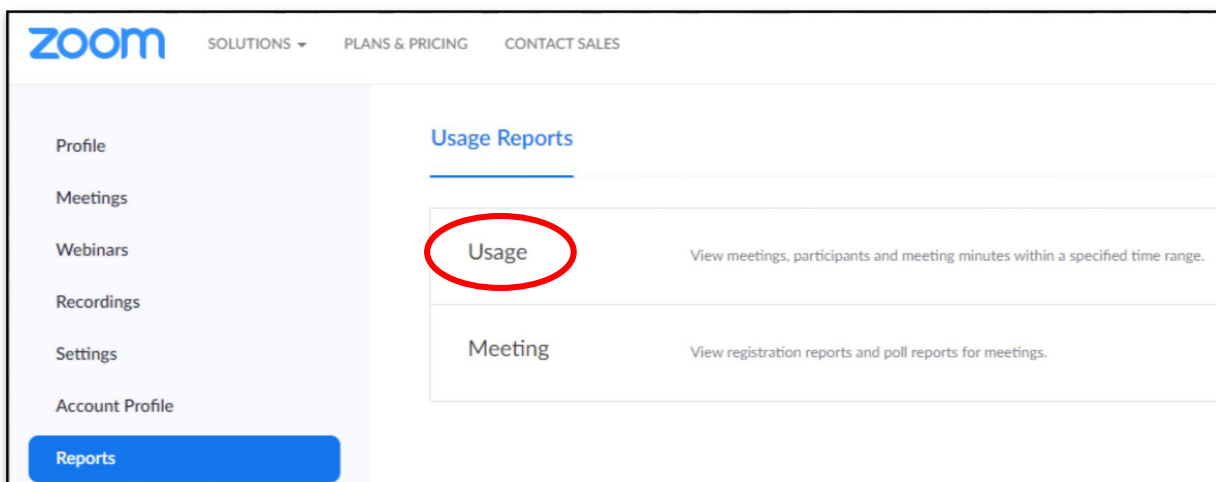 zoom SOLUTIONS PLANS & PRICING CONTACT SALES
Profile
Meetings
Webinars
Recordings
Settings
Account Profile
Reports
Usage Reports
Usage View meetings, participants and meeting minutes within a specified time range.
Meeting View registration reports and poll reports for meetings.